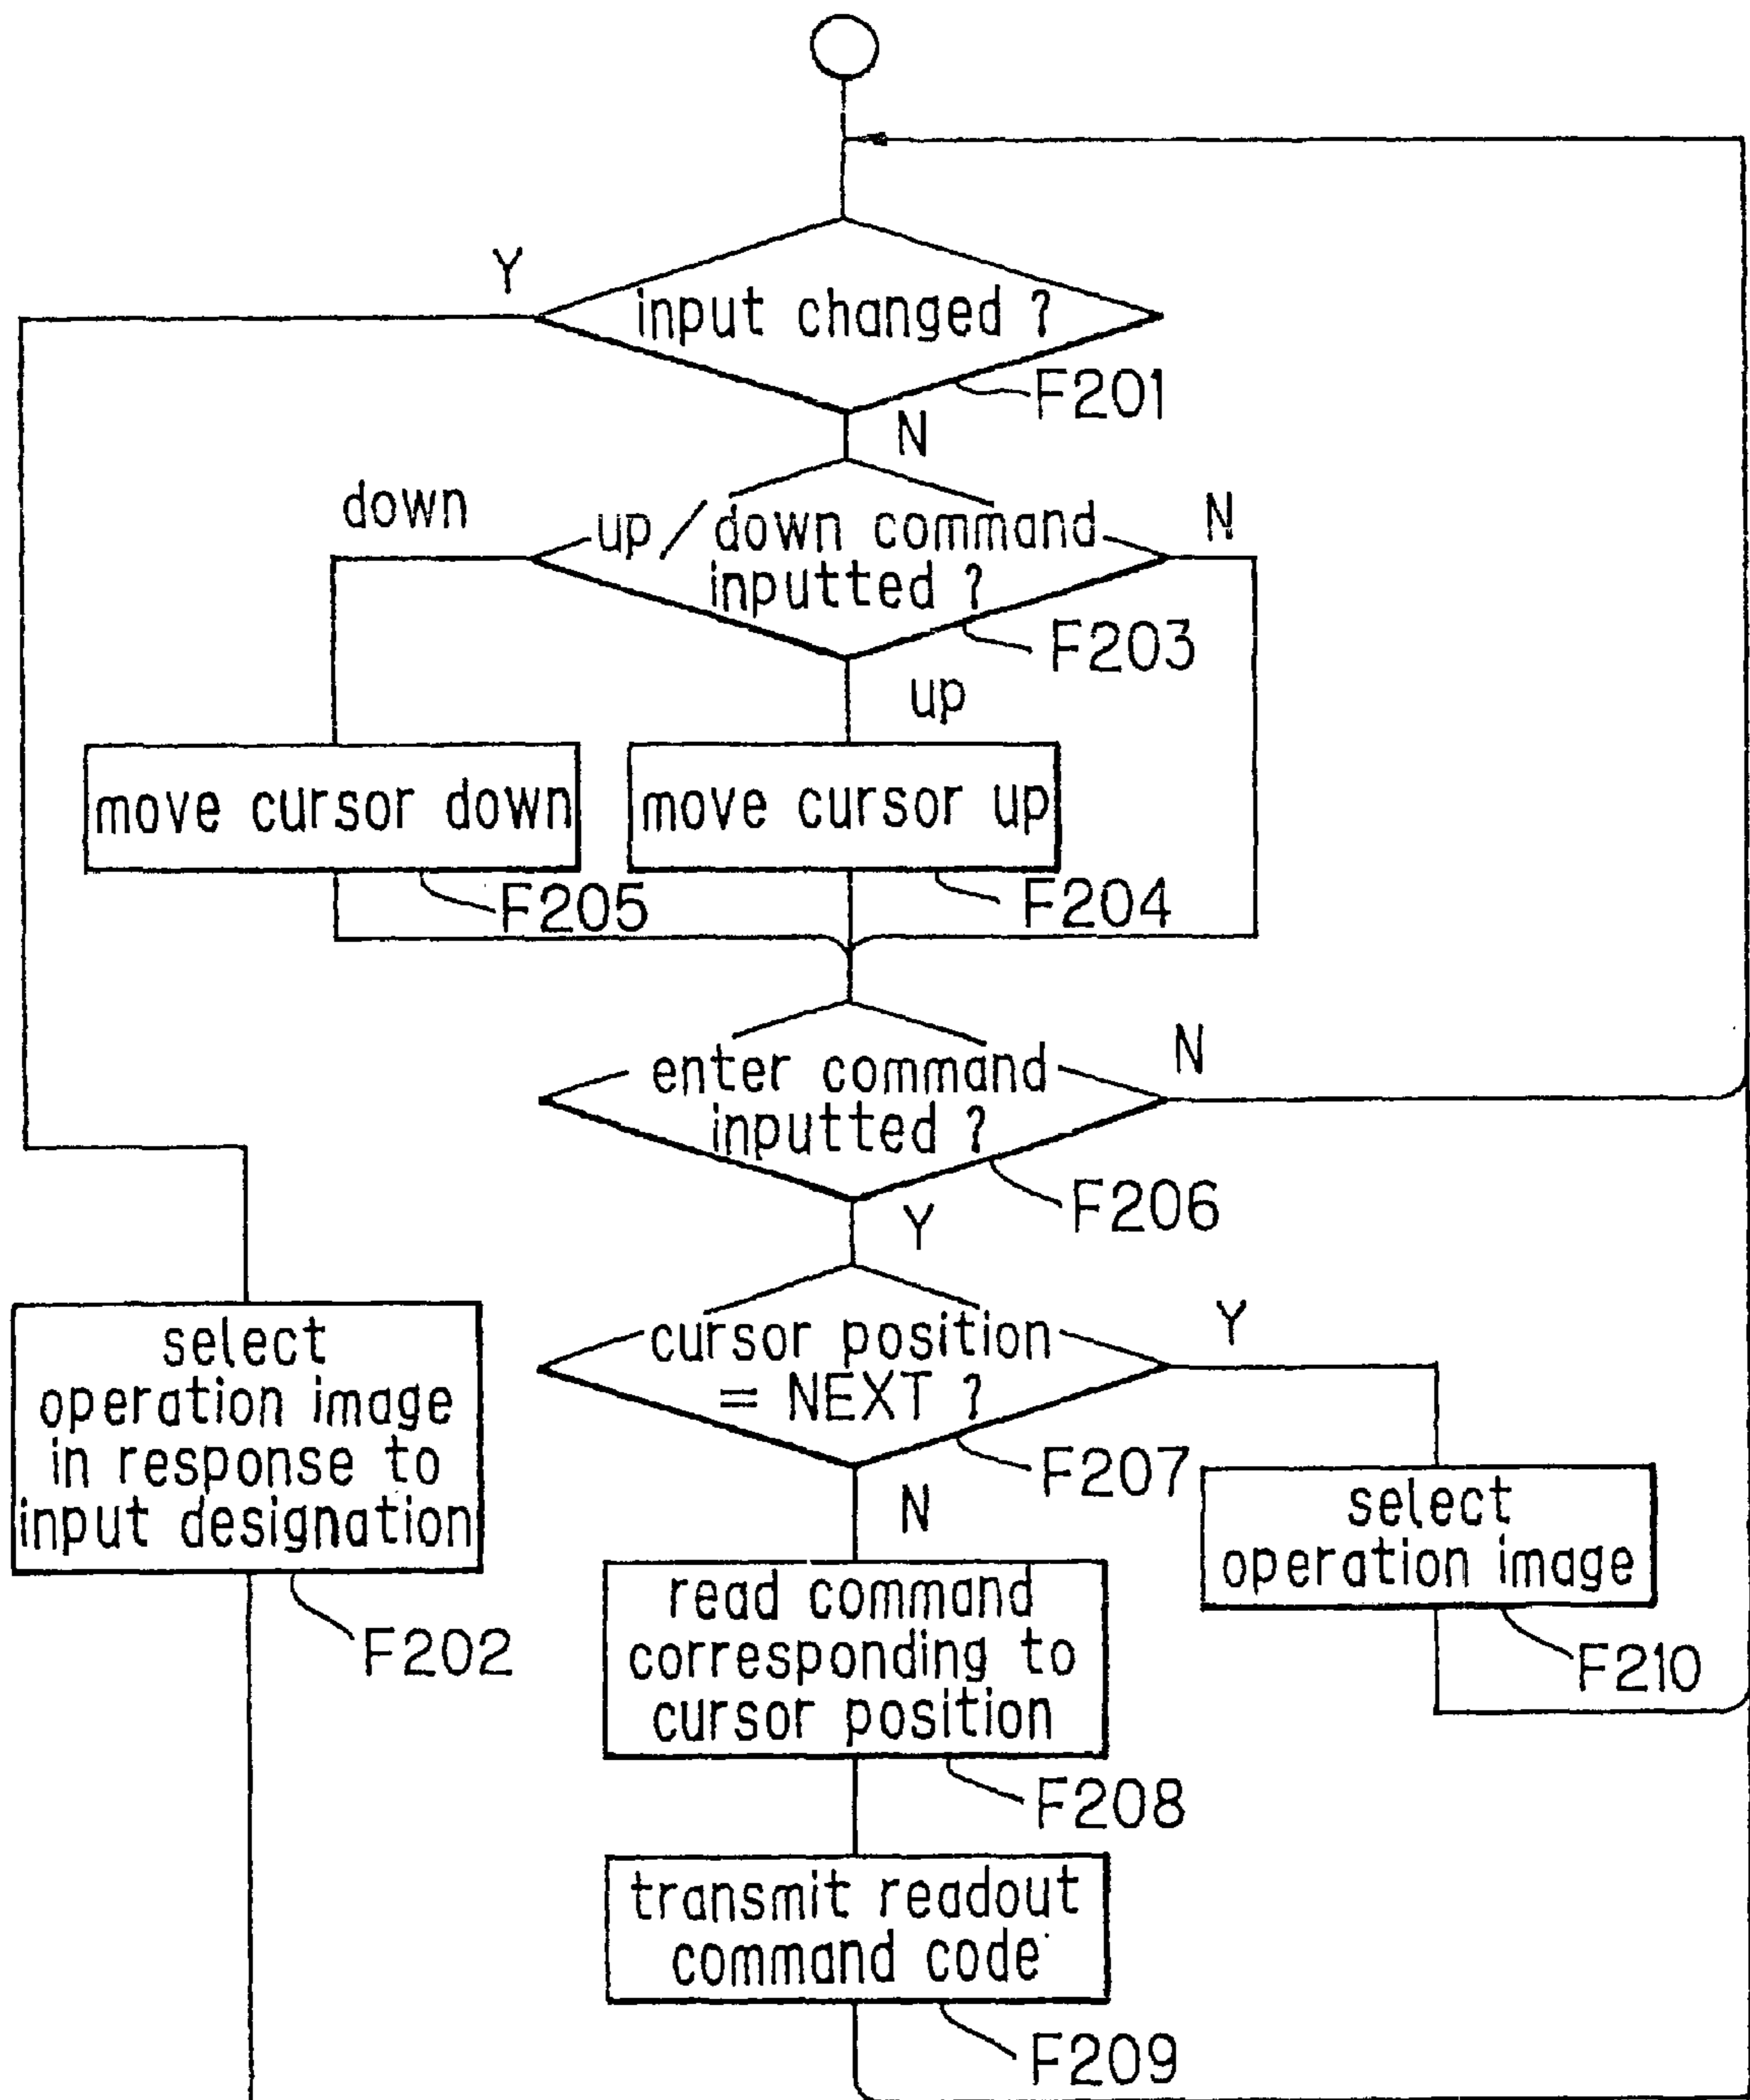 Y
input changed ?
F201
N
down
up/down command
inputted ?
N
F203
up
move cursor down
move cursor up
F205
F204
enter command
inputted ?
N
F206
Y
cursor position
= NEXT ?
Y
F207
N
select
operation image
in response to
input designation
F202
select
operation image
F210
read command
corresponding to
cursor position
F208
transmit readout
command code
F209